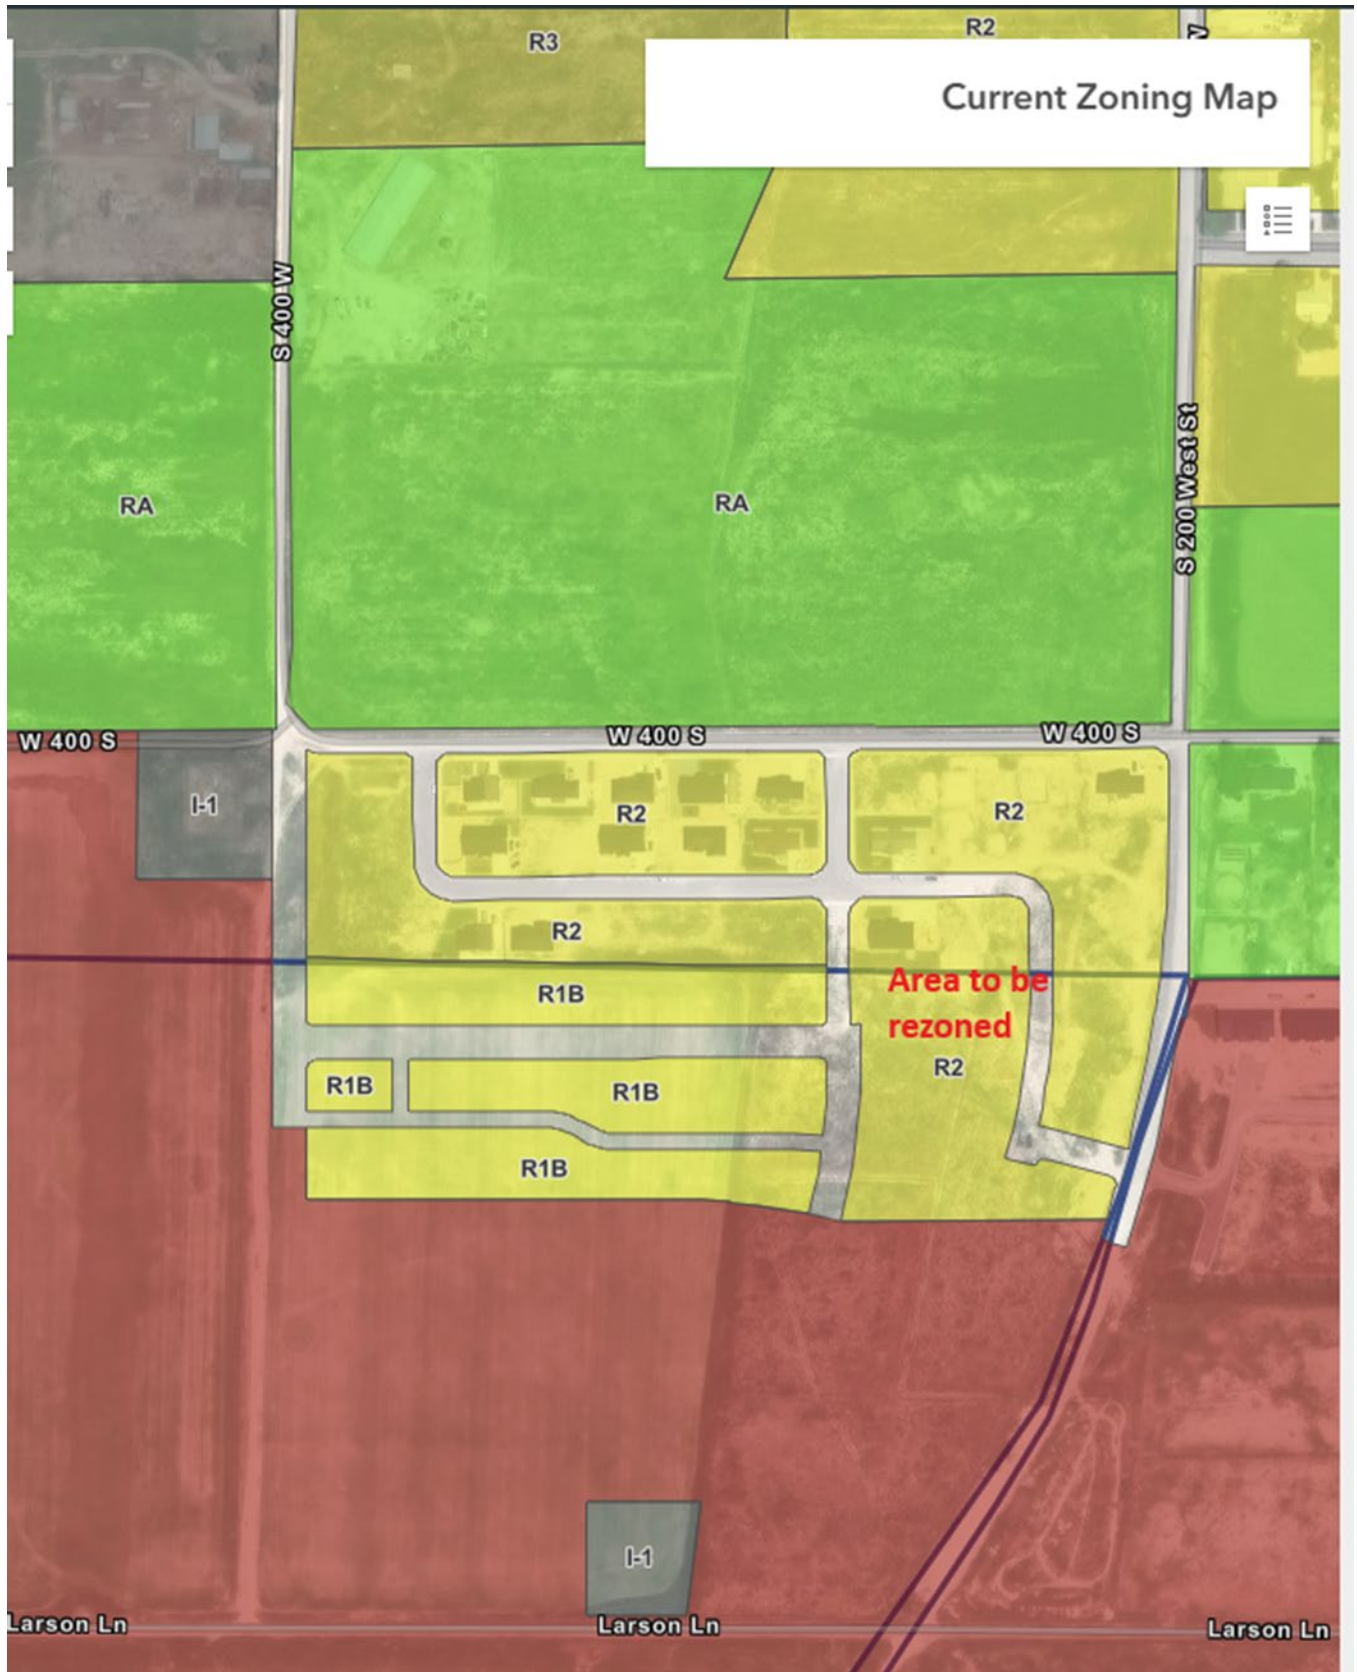 R3
R2
W
Current Zoning Map
S 400 W
S 200 West St
RA
RA
W 400 S
W 400 S
W 400 S
I-1
R2
R2
R2
Area to be
rezoned
R1B
R2
R1B
R1B
R1B
I-1
Larson Ln
Larson Ln
Larson Ln